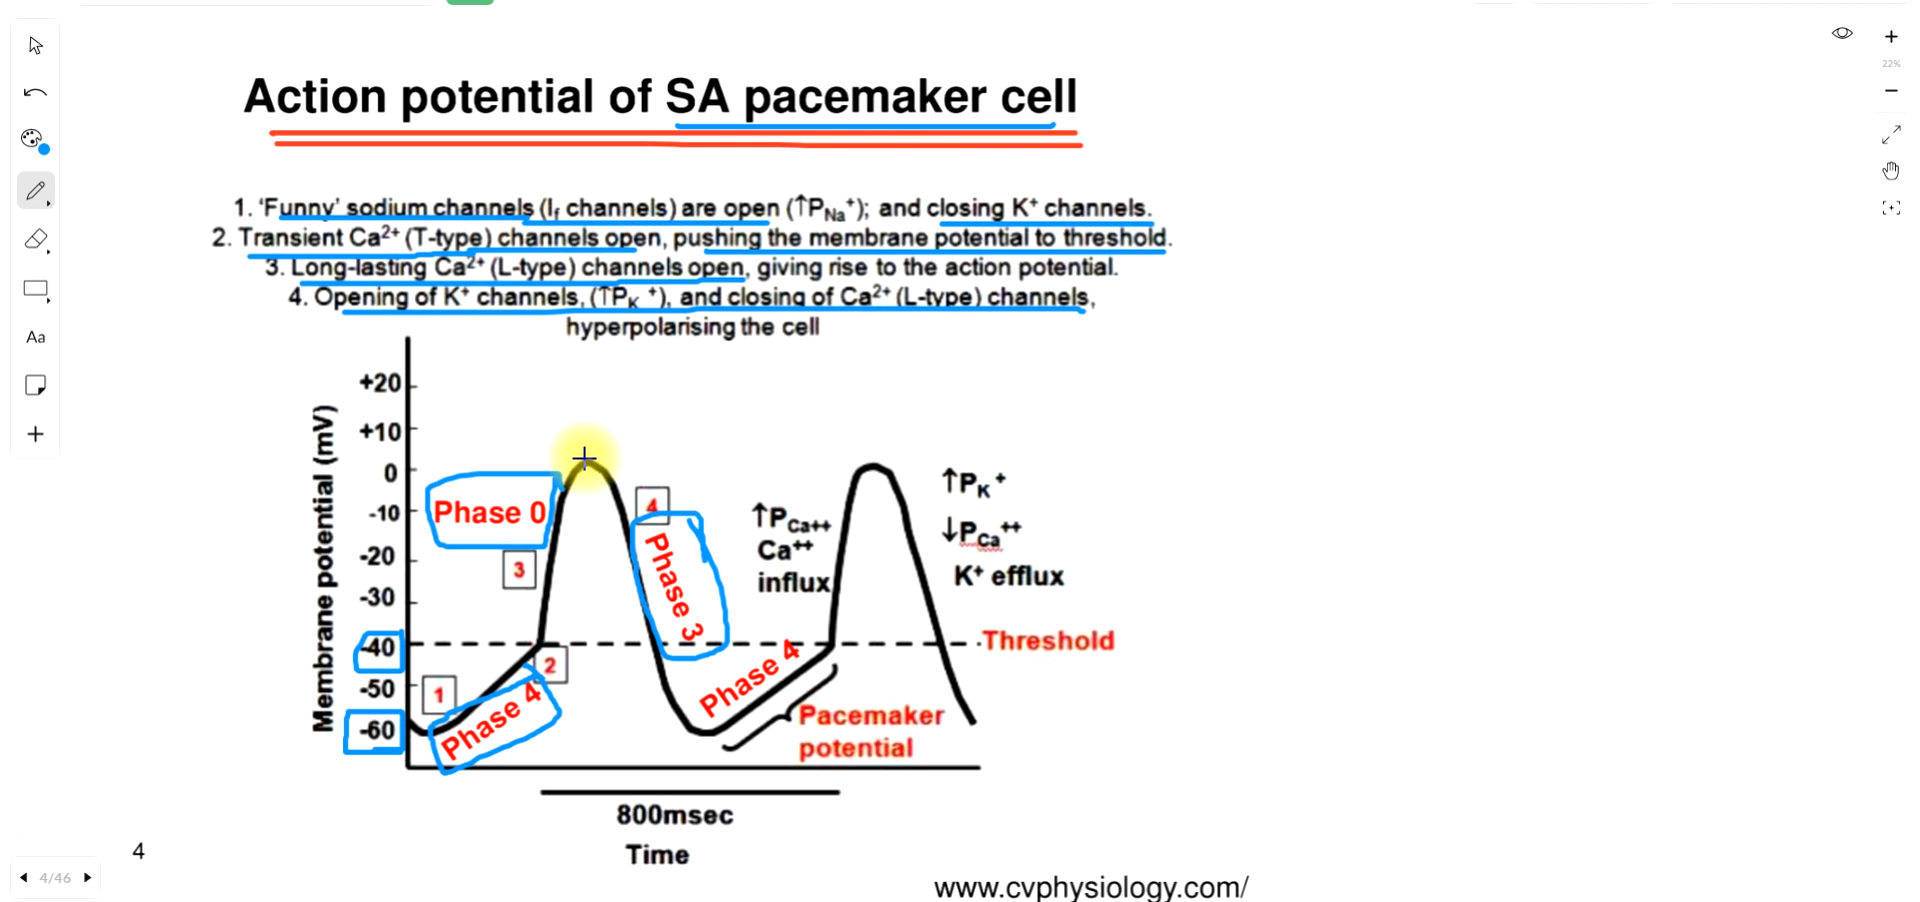 22%
Aa
Action potential of SA pacemaker cell
1. ‘Funny’ sodium channels (If channels) are open (↑PNa+); and closing K+ channels.
2. Transient Ca2+ (T-type) channels open, pushing the membrane potential to threshold.
3. Long-lasting Ca2+ (L-type) channels open, giving rise to the action potential.
4. Opening of K+ channels, (↑PK +), and closing of Ca2+ (L-type) channels,
hyperpolarising the cell
Membrane potential (mV)
+20
+10
0
-10
-20
-30
-40
-50
-60
Phase 0
3
1
2
Phase 4
4
Phase 3
↑PCa++
Ca++
influx
↑PK+
↓PCa++
K+ efflux
Threshold
Phase 4
Pacemaker
potential
800msec
Time
4
4/46
www.cvphysiology.com/